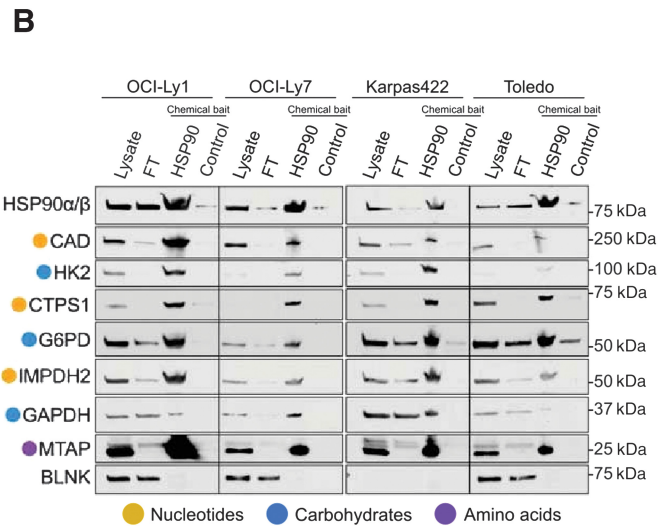 B
OCI-Ly1 OCI-Ly7 Karpas422 Toledo
Chemical bait Chemical bait Chemical bait Chemical bait
Lysate FT HSP90 Control Lysate FT HSP90 Control Lysate FT HSP90 Control Lysate FT HSP90 Control
HSP90α/β -75 kDa
CAD -250 kDa
HK2 -100 kDa
CTPS1 -75 kDa
G6PD -50 kDa
IMPDH2 -50 kDa
GAPDH -37 kDa
MTAP -25 kDa
BLNK -75 kDa
Nucleotides Carbohydrates Amino acids